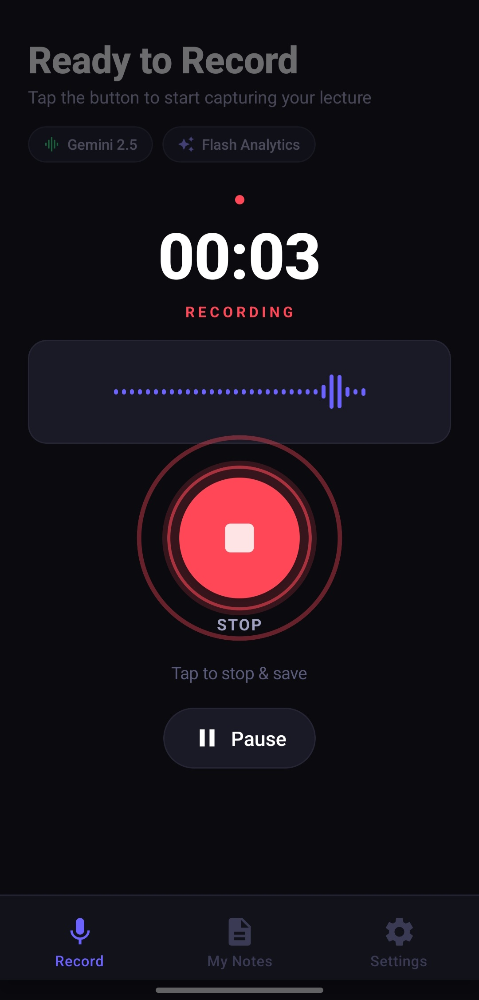 Ready to Record
Tap the button to start capturing your lecture
Gemini 2.5
Flash Analytics
00:03
RECORDING
STOP
Tap to stop & save
Pause
Record
My Notes
Settings